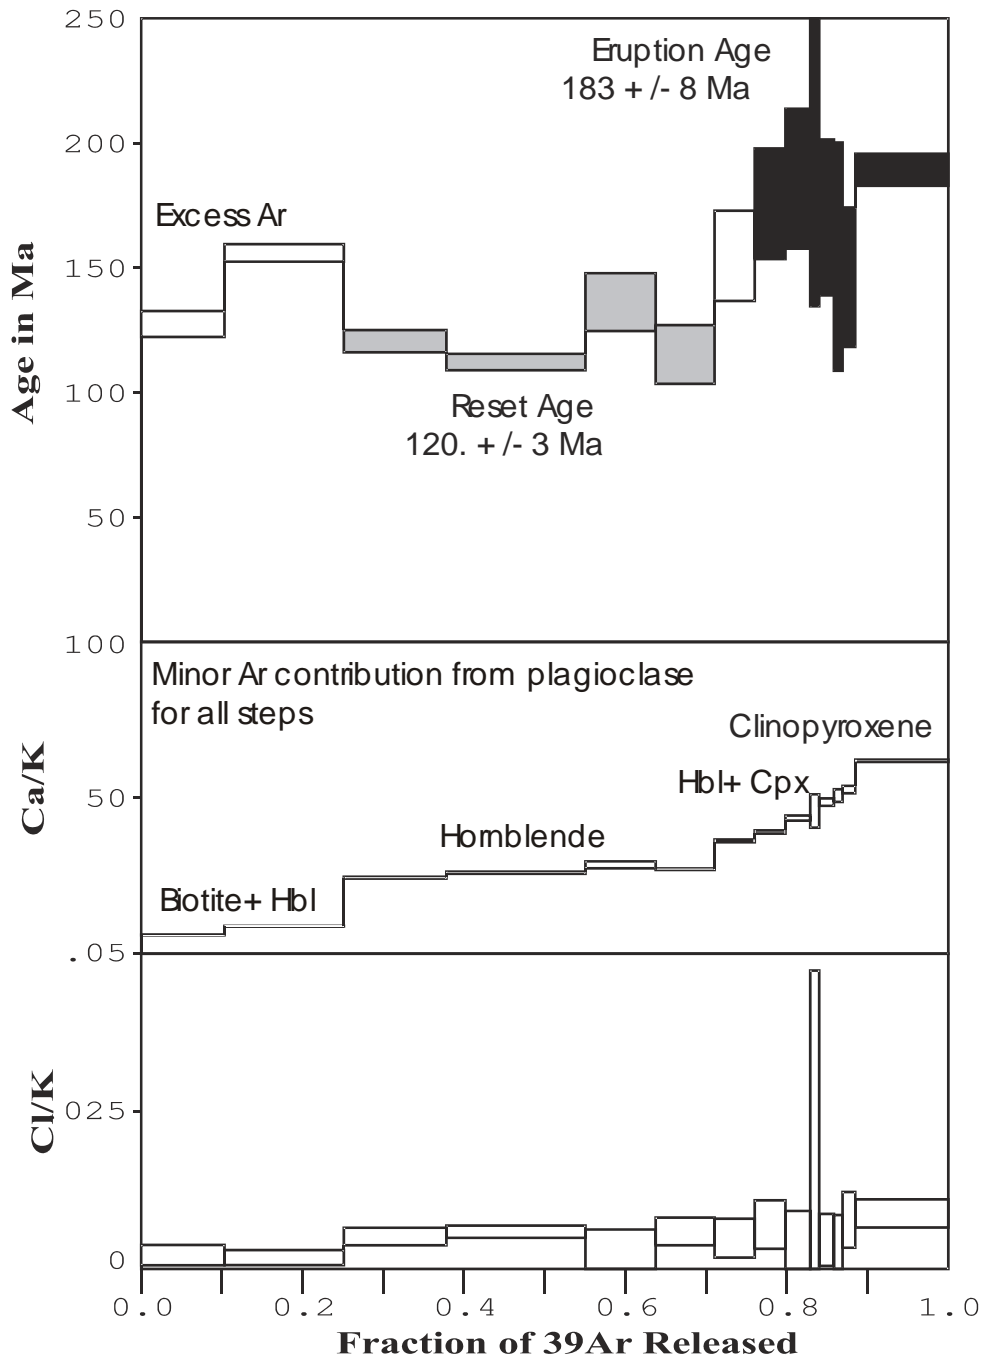 250
Eruption Age
183 +/- 8 Ma
200
Excess Ar
150
Age in Ma
100
Reset Age
120. +/- 3 Ma
50
100
Minor Ar contribution from plagioclase
for all steps
Clinopyroxene
Hbl+ Cpx
50
Ca/K
Hornblende
Biotite+ Hbl
.05
Cl/K
025
0
0.0 0.2 0.4 0.6 0.8 1.0
Fraction of 39Ar Released